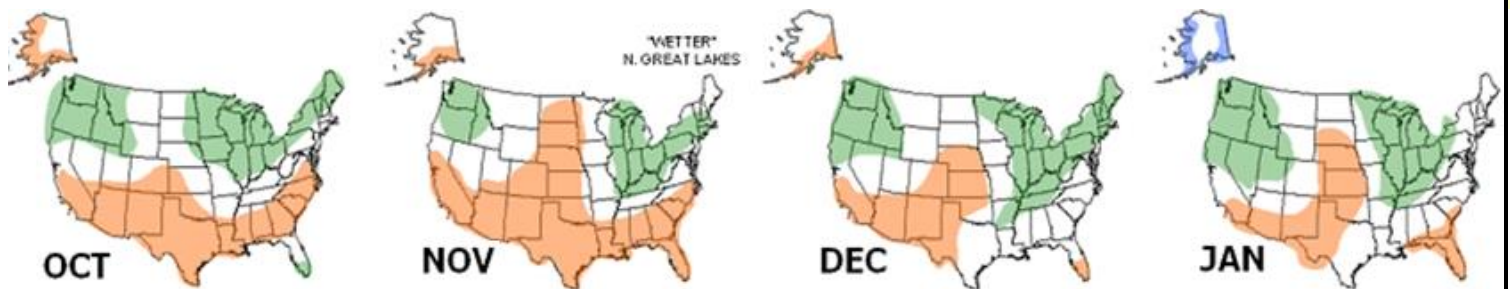 "WETTER"
N. GREAT LAKES
OCT
NOV
DEC
JAN